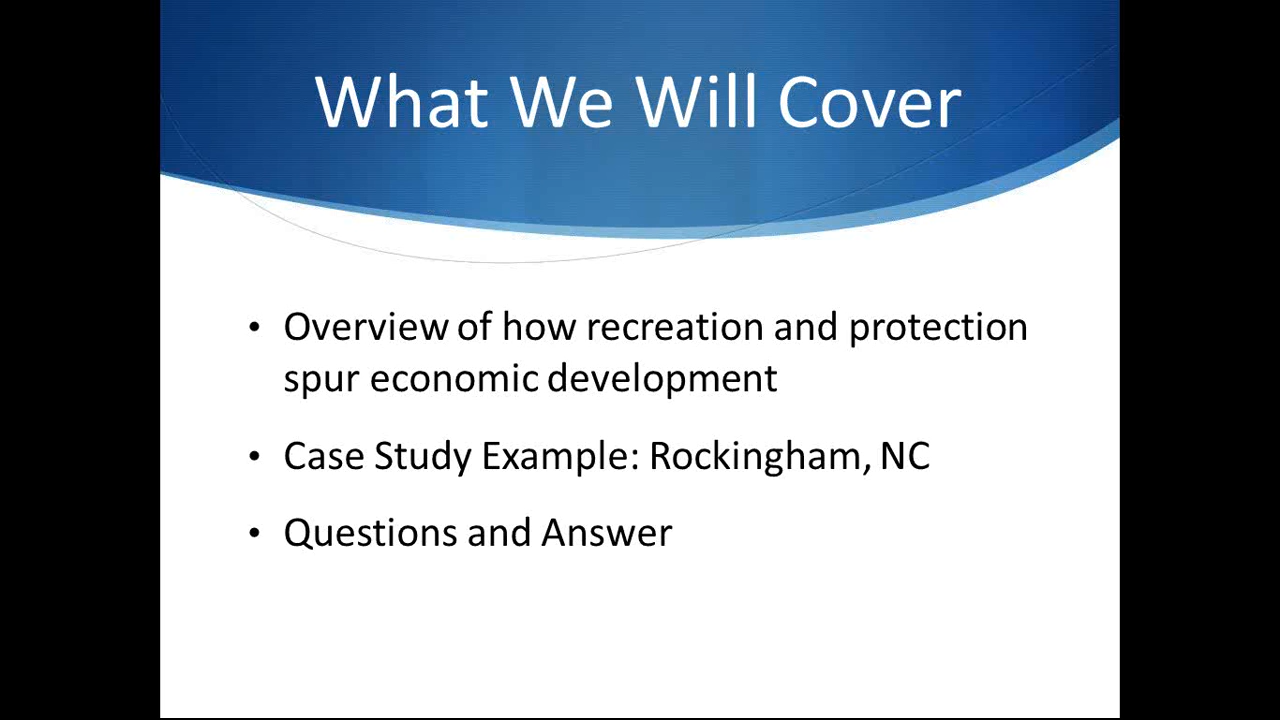 What We Will Cover
• Overview of how recreation and protection
spur economic development
• Case Study Example: Rockingham, NC
• Questions and Answer